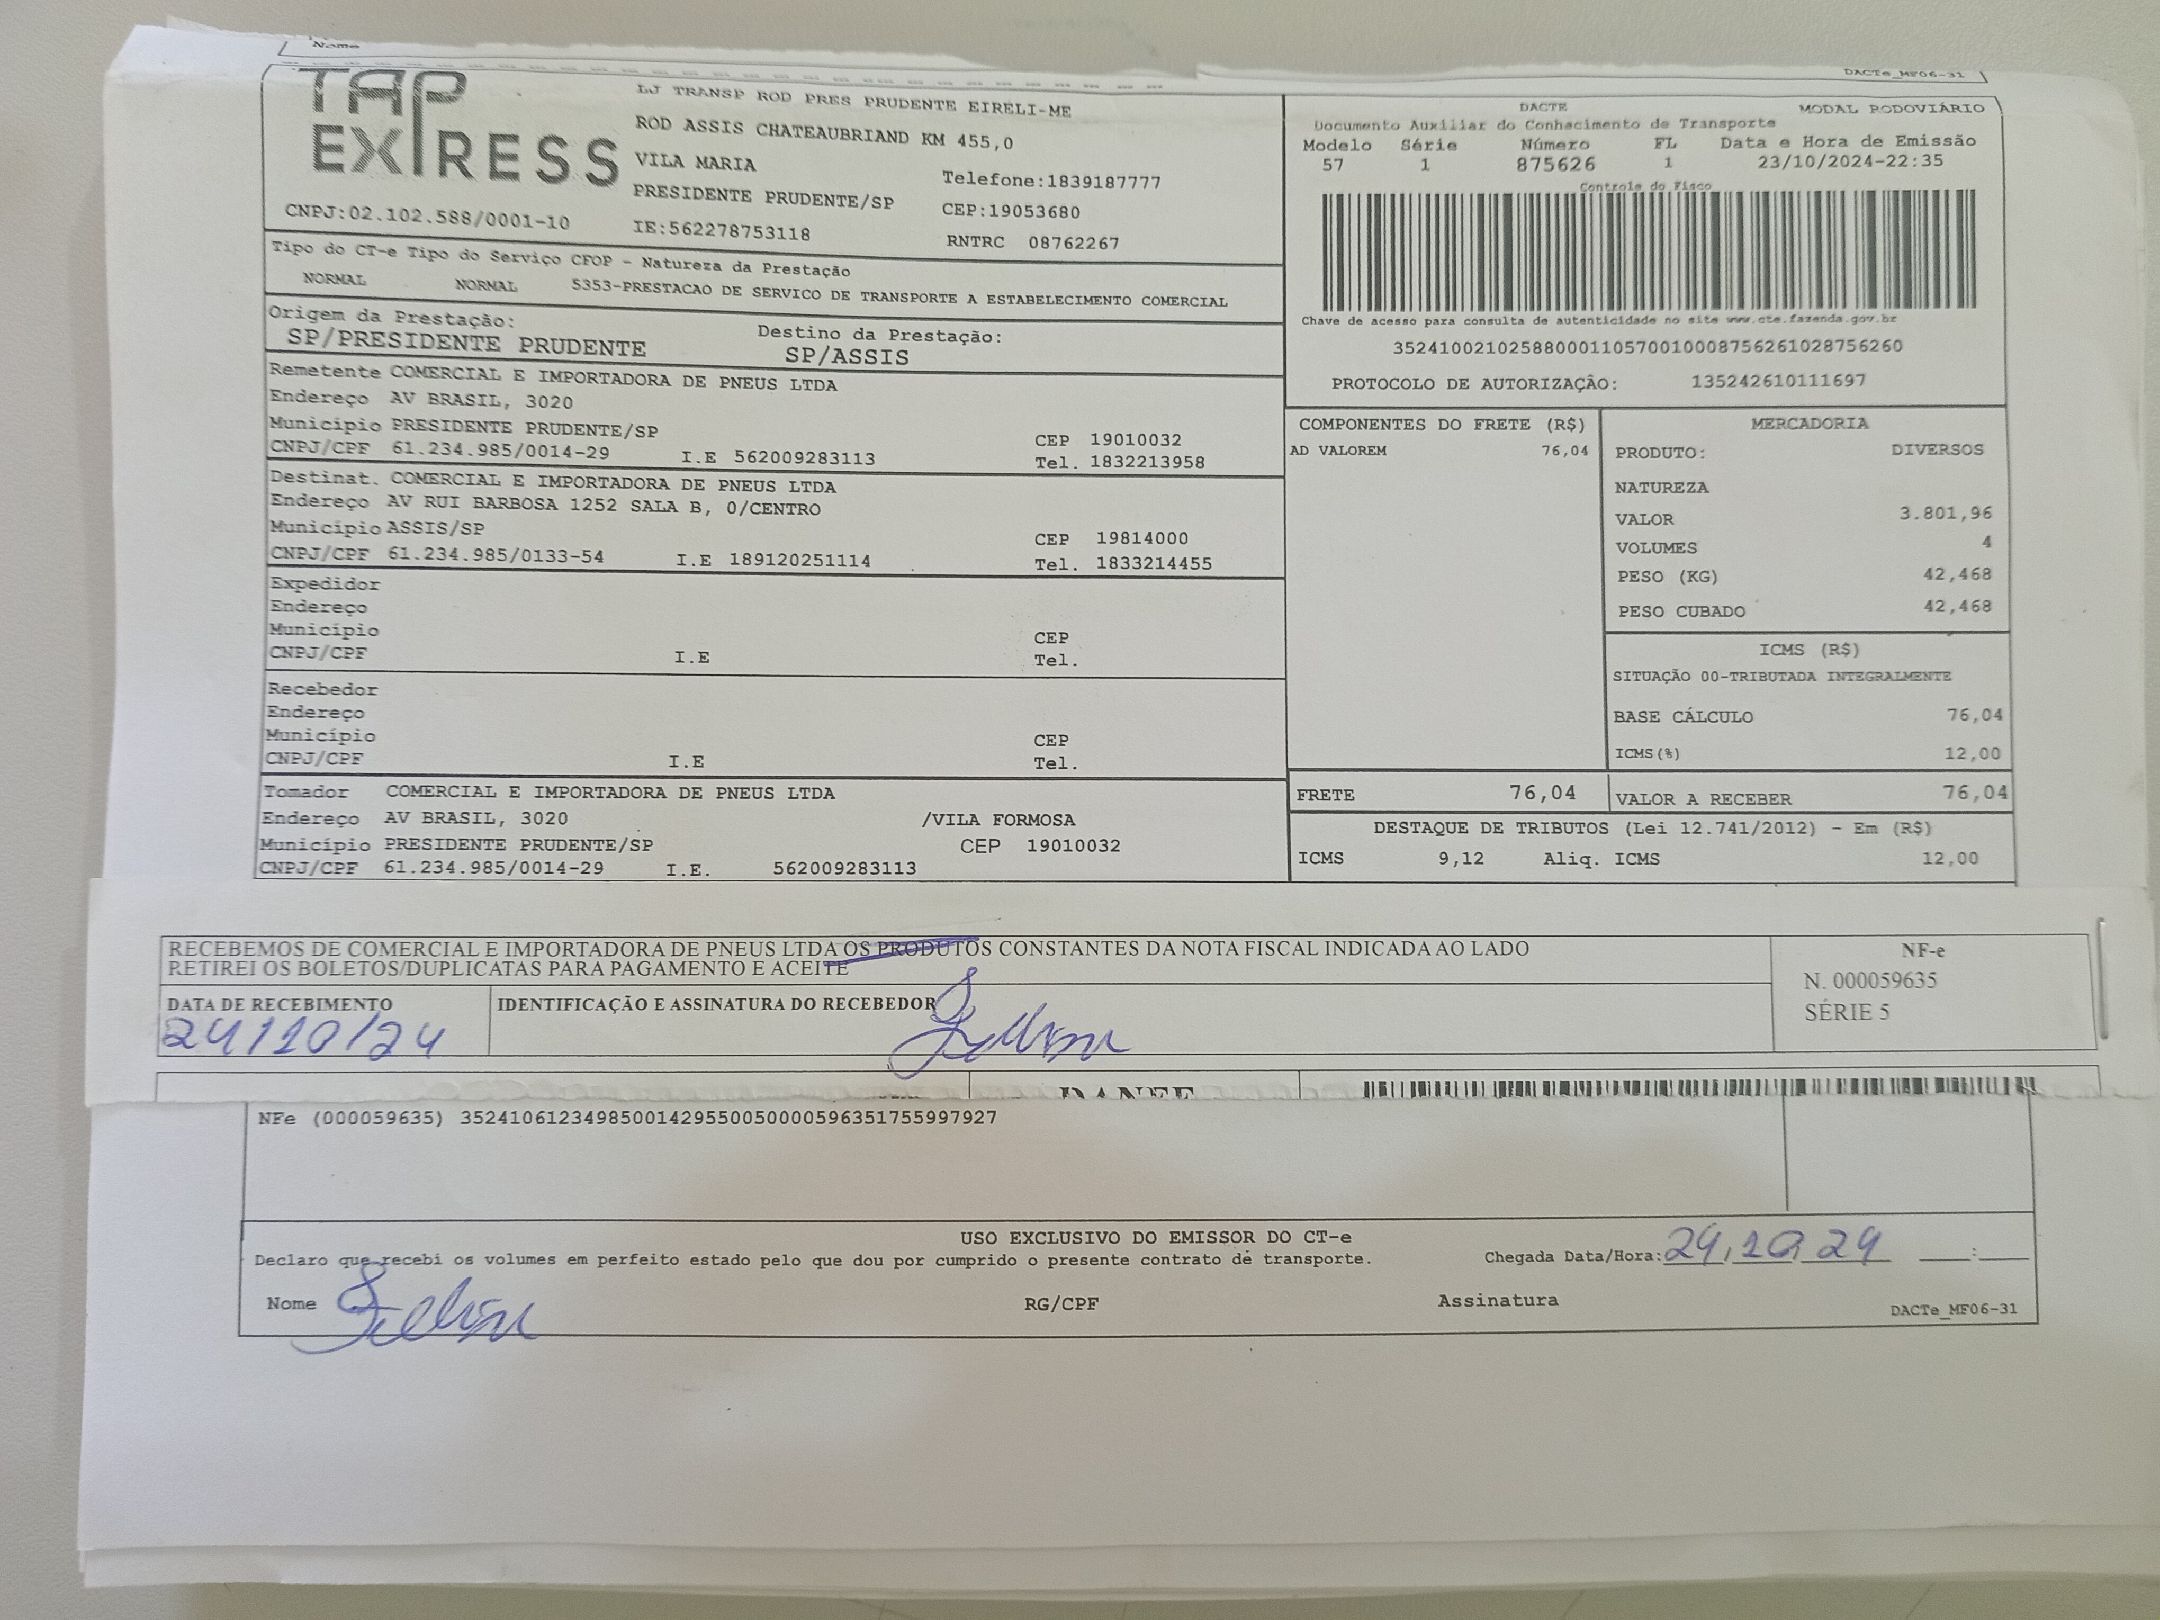 Nome
DACTe_MF06-31
TAP EXPRESS
LJ TRANSP ROD PRES PRUDENTE EIRELI-ME
ROD ASSIS CHATEAUBRIAND KM 455,0
VILA MARIA
Telefone:1839187777
PRESIDENTE PRUDENTE/SP
CEP:19053680
CNPJ:02.102.588/0001-10
IE:562278753118
RNTRC 08762267
DACTE
MODAL RODOVIÁRIO
Documento Auxiliar do Conhecimento de Transporte
Modelo Série Número FL Data e Hora de Emissão
57 1 875626 1 23/10/2024-22:35
Controle do Fisco
Chave de acesso para consulta de autenticidade no site www.cte.fazenda.gov.br
35241002102588000110570010008756261028756260
PROTOCOLO DE AUTORIZAÇÃO: 135242610111697
Tipo do CT-e Tipo do Serviço CFOP - Natureza da Prestação
NORMAL NORMAL 5353-PRESTACAO DE SERVICO DE TRANSPORTE A ESTABELECIMENTO COMERCIAL
Origem da Prestação: Destino da Prestação:
SP/PRESIDENTE PRUDENTE SP/ASSIS
Remetente COMERCIAL E IMPORTADORA DE PNEUS LTDA
Endereço AV BRASIL, 3020
Município PRESIDENTE PRUDENTE/SP CEP 19010032
CNPJ/CPF 61.234.985/0014-29 I.E 562009283113 Tel. 1832213958
Destinat. COMERCIAL E IMPORTADORA DE PNEUS LTDA
Endereço AV RUI BARBOSA 1252 SALA B, 0/CENTRO
Município ASSIS/SP CEP 19814000
CNPJ/CPF 61.234.985/0133-54 I.E 189120251114 Tel. 1833214455
Expedidor
Endereço
Município CEP
CNPJ/CPF I.E Tel.
Recebedor
Endereço
Município CEP
CNPJ/CPF I.E Tel.
Tomador COMERCIAL E IMPORTADORA DE PNEUS LTDA
Endereço AV BRASIL, 3020 /VILA FORMOSA
Município PRESIDENTE PRUDENTE/SP CEP 19010032
CNPJ/CPF 61.234.985/0014-29 I.E. 562009283113
COMPONENTES DO FRETE (R$)
AD VALOREM 76,04
MERCADORIA
PRODUTO: DIVERSOS
NATUREZA
VALOR 3.801,96
VOLUMES 4
PESO (KG) 42,468
PESO CUBADO 42,468
ICMS (R$)
SITUAÇÃO 00-TRIBUTADA INTEGRALMENTE
BASE CÁLCULO 76,04
ICMS(%) 12,00
FRETE 76,04 VALOR A RECEBER 76,04
DESTAQUE DE TRIBUTOS (Lei 12.741/2012) - Em (R$)
ICMS 9,12 Aliq. ICMS 12,00
RECEBEMOS DE COMERCIAL E IMPORTADORA DE PNEUS LTDA OS PRODUTOS CONSTANTES DA NOTA FISCAL INDICADA AO LADO
RETIREI OS BOLETOS/DUPLICATAS PARA PAGAMENTO E ACEITE
DATA DE RECEBIMENTO
24/10/24
IDENTIFICAÇÃO E ASSINATURA DO RECEBEDOR
NF-e
N. 000059635
SÉRIE 5
DANFE
NFe (000059635) 35241061234985001429550050000596351755997927
USO EXCLUSIVO DO EMISSOR DO CT-e
Declaro que recebi os volumes em perfeito estado pelo que dou por cumprido o presente contrato de transporte.
Chegada Data/Hora: 24,10,24 ____:____
Nome RG/CPF Assinatura
DACTe_MF06-31